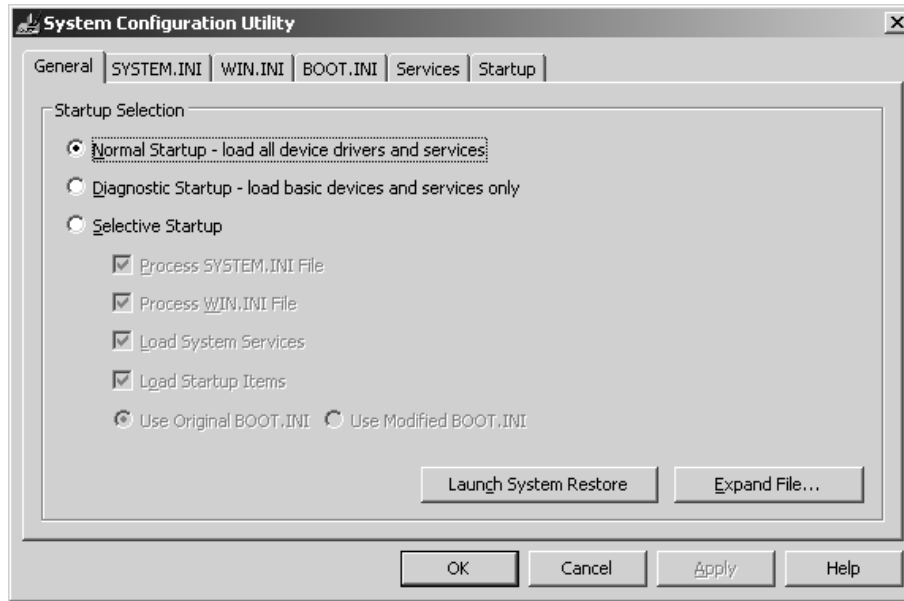 System Configuration Utility
General SYSTEM.INI WIN.INI BOOT.INI Services Startup
Startup Selection
Normal Startup - load all device drivers and services
Diagnostic Startup - load basic devices and services only
Selective Startup
Process SYSTEM.INI File
Process WIN.INI File
Load System Services
Load Startup Items
Use Original BOOT.INI Use Modified BOOT.INI
Launch System Restore Expand File...
OK Cancel Apply Help